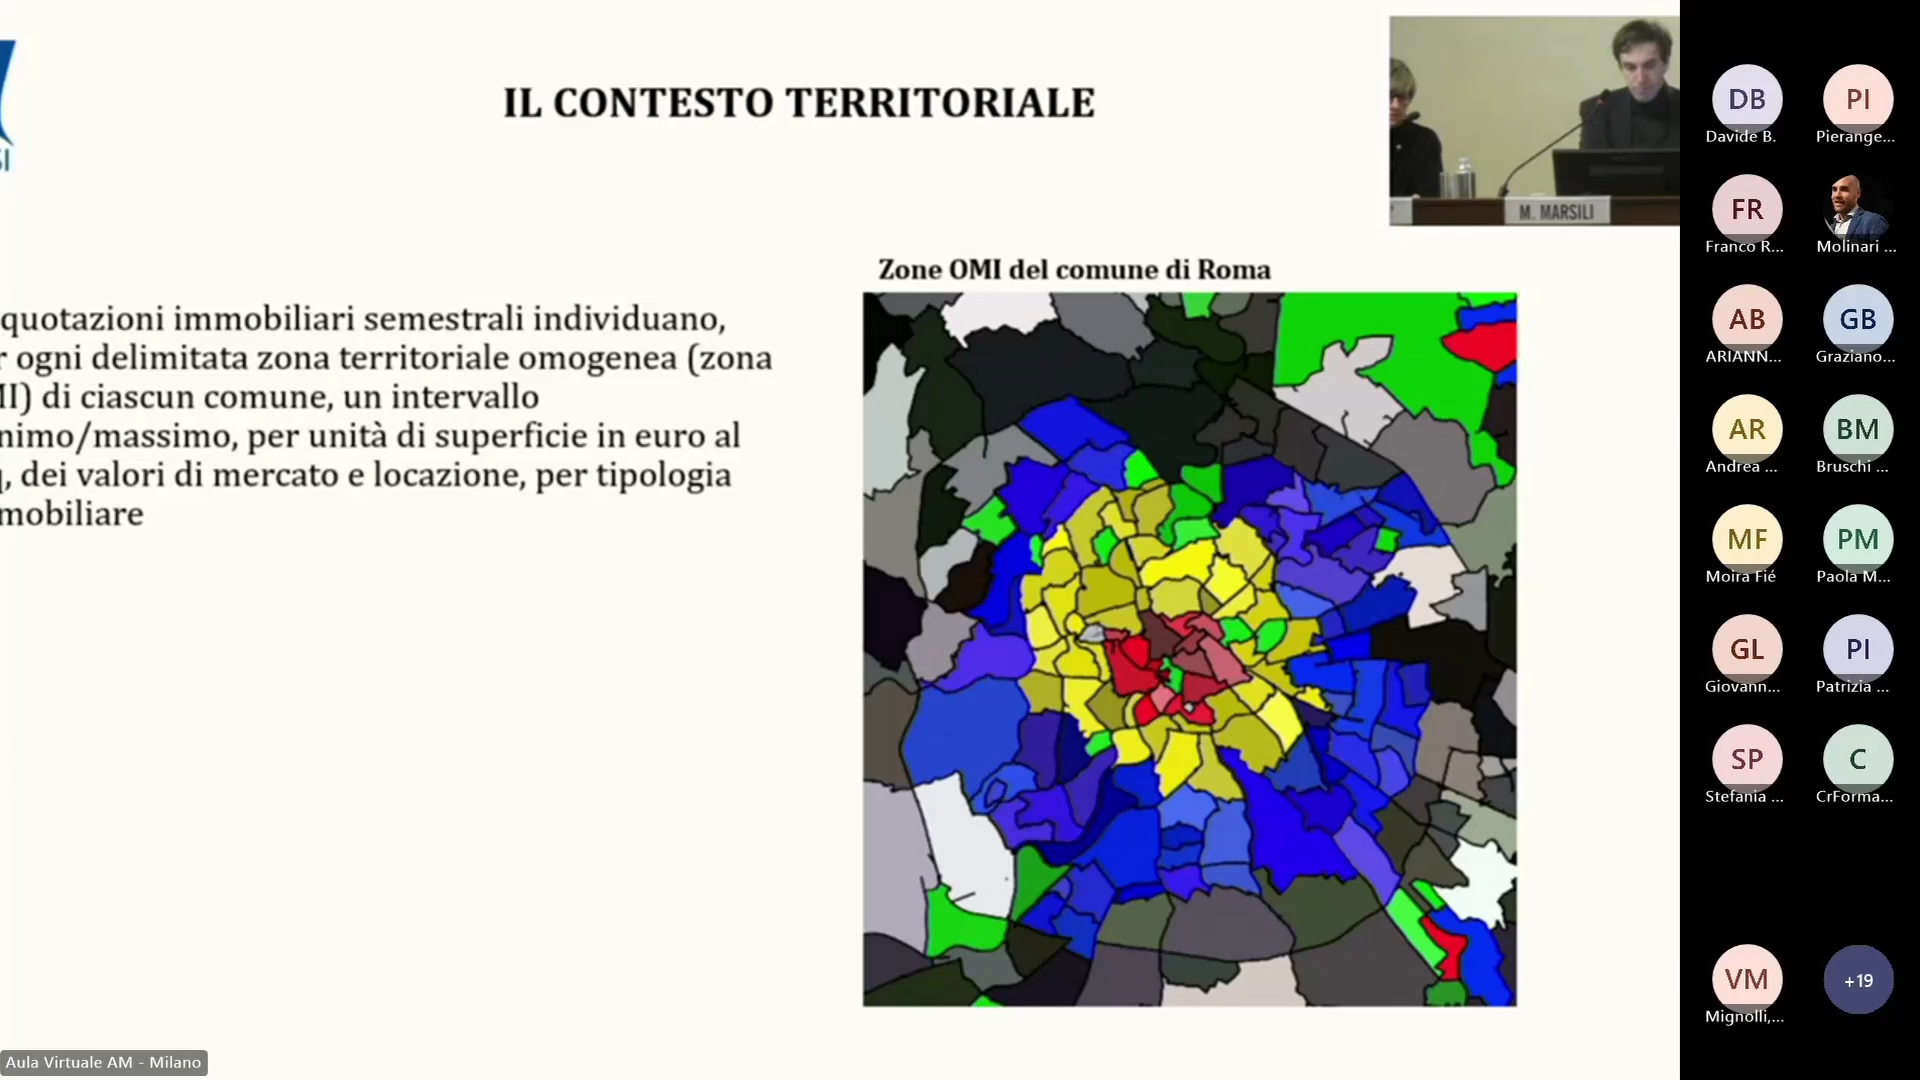 IL CONTESTO TERRITORIALE
SI
M. MARSILI
Zone OMI del comune di Roma
quotazioni immobiliari semestrali individuano,
r ogni delimitata zona territoriale omogenea (zona
MI) di ciascun comune, un intervallo
nimo/massimo, per unità di superficie in euro al
q, dei valori di mercato e locazione, per tipologia
mobiliare
Aula Virtuale AM - Milano
DB
Davide B.
PI
Pierange...
FR
Franco R...
Molinari ...
AB
ARIANN...
GB
Graziano...
AR
Andrea ...
BM
Bruschi ...
MF
Moira Fié
PM
Paola M...
GL
Giovann...
PI
Patrizia ...
SP
Stefania ...
C
CrForma...
VM
Mignolli,...
+19